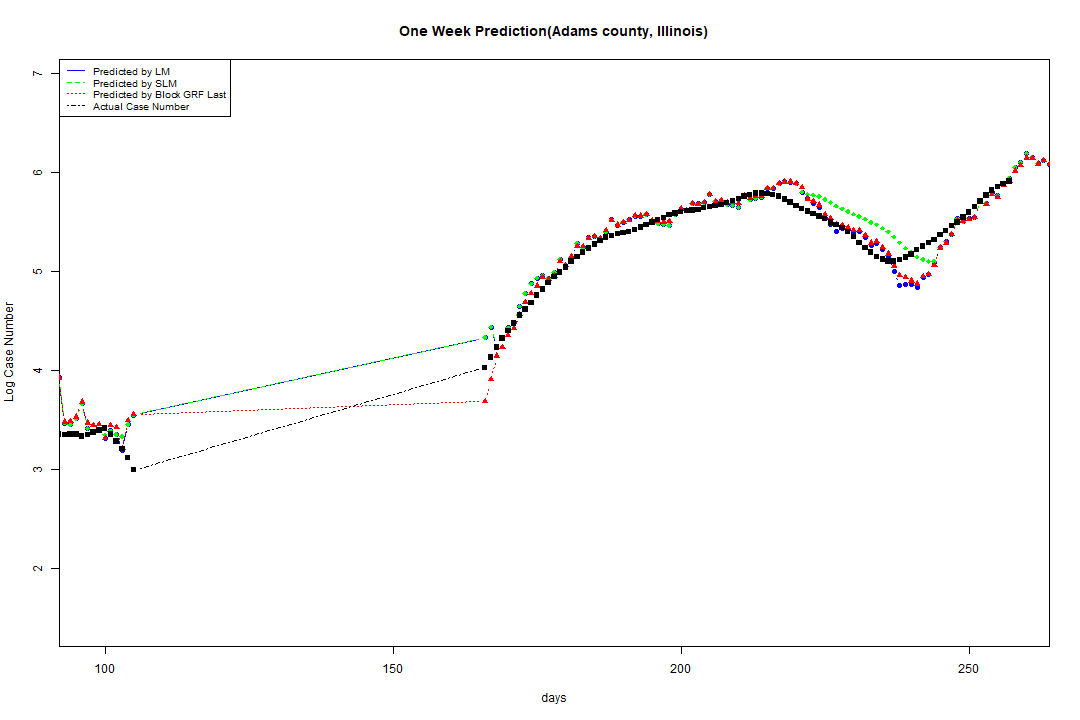 One Week Prediction(Adams county, Illinois)
Predicted by LM
Predicted by SLM
Predicted by Block GRF Last
Actual Case Number
7
6
5
4
3
2
Log Case Number
100
150
200
250
days